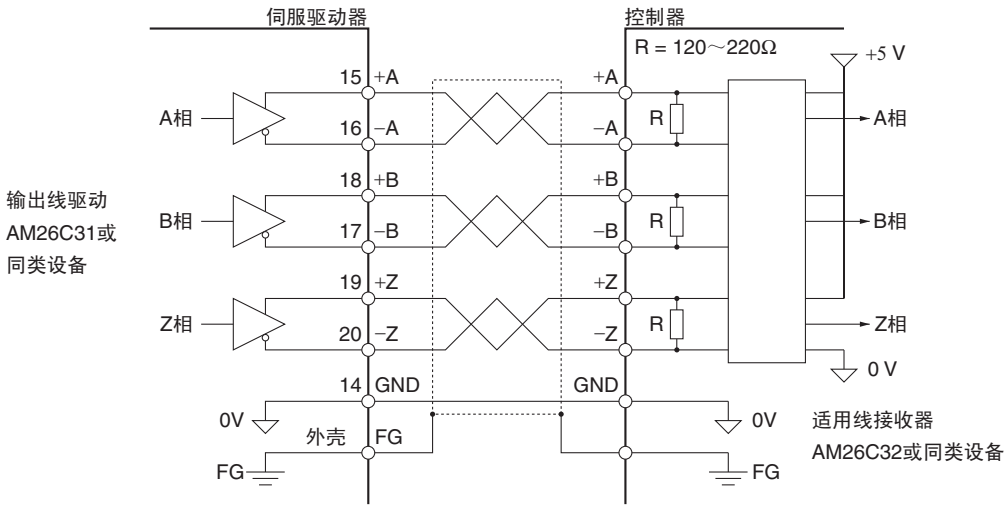 伺服驱动器
控制器
R = 120～220Ω
+5 V
15 +A
+A
A相
R
A相
16 −A
−A
18 +B
+B
输出线驱动
AM26C31或
同类设备
B相
R
B相
17 −B
−B
19 +Z
+Z
Z相
R
Z相
20 −Z
−Z
0 V
14 GND
GND
0V
0V
适用线接收器
AM26C32或同类设备
外壳 FG
FG
FG